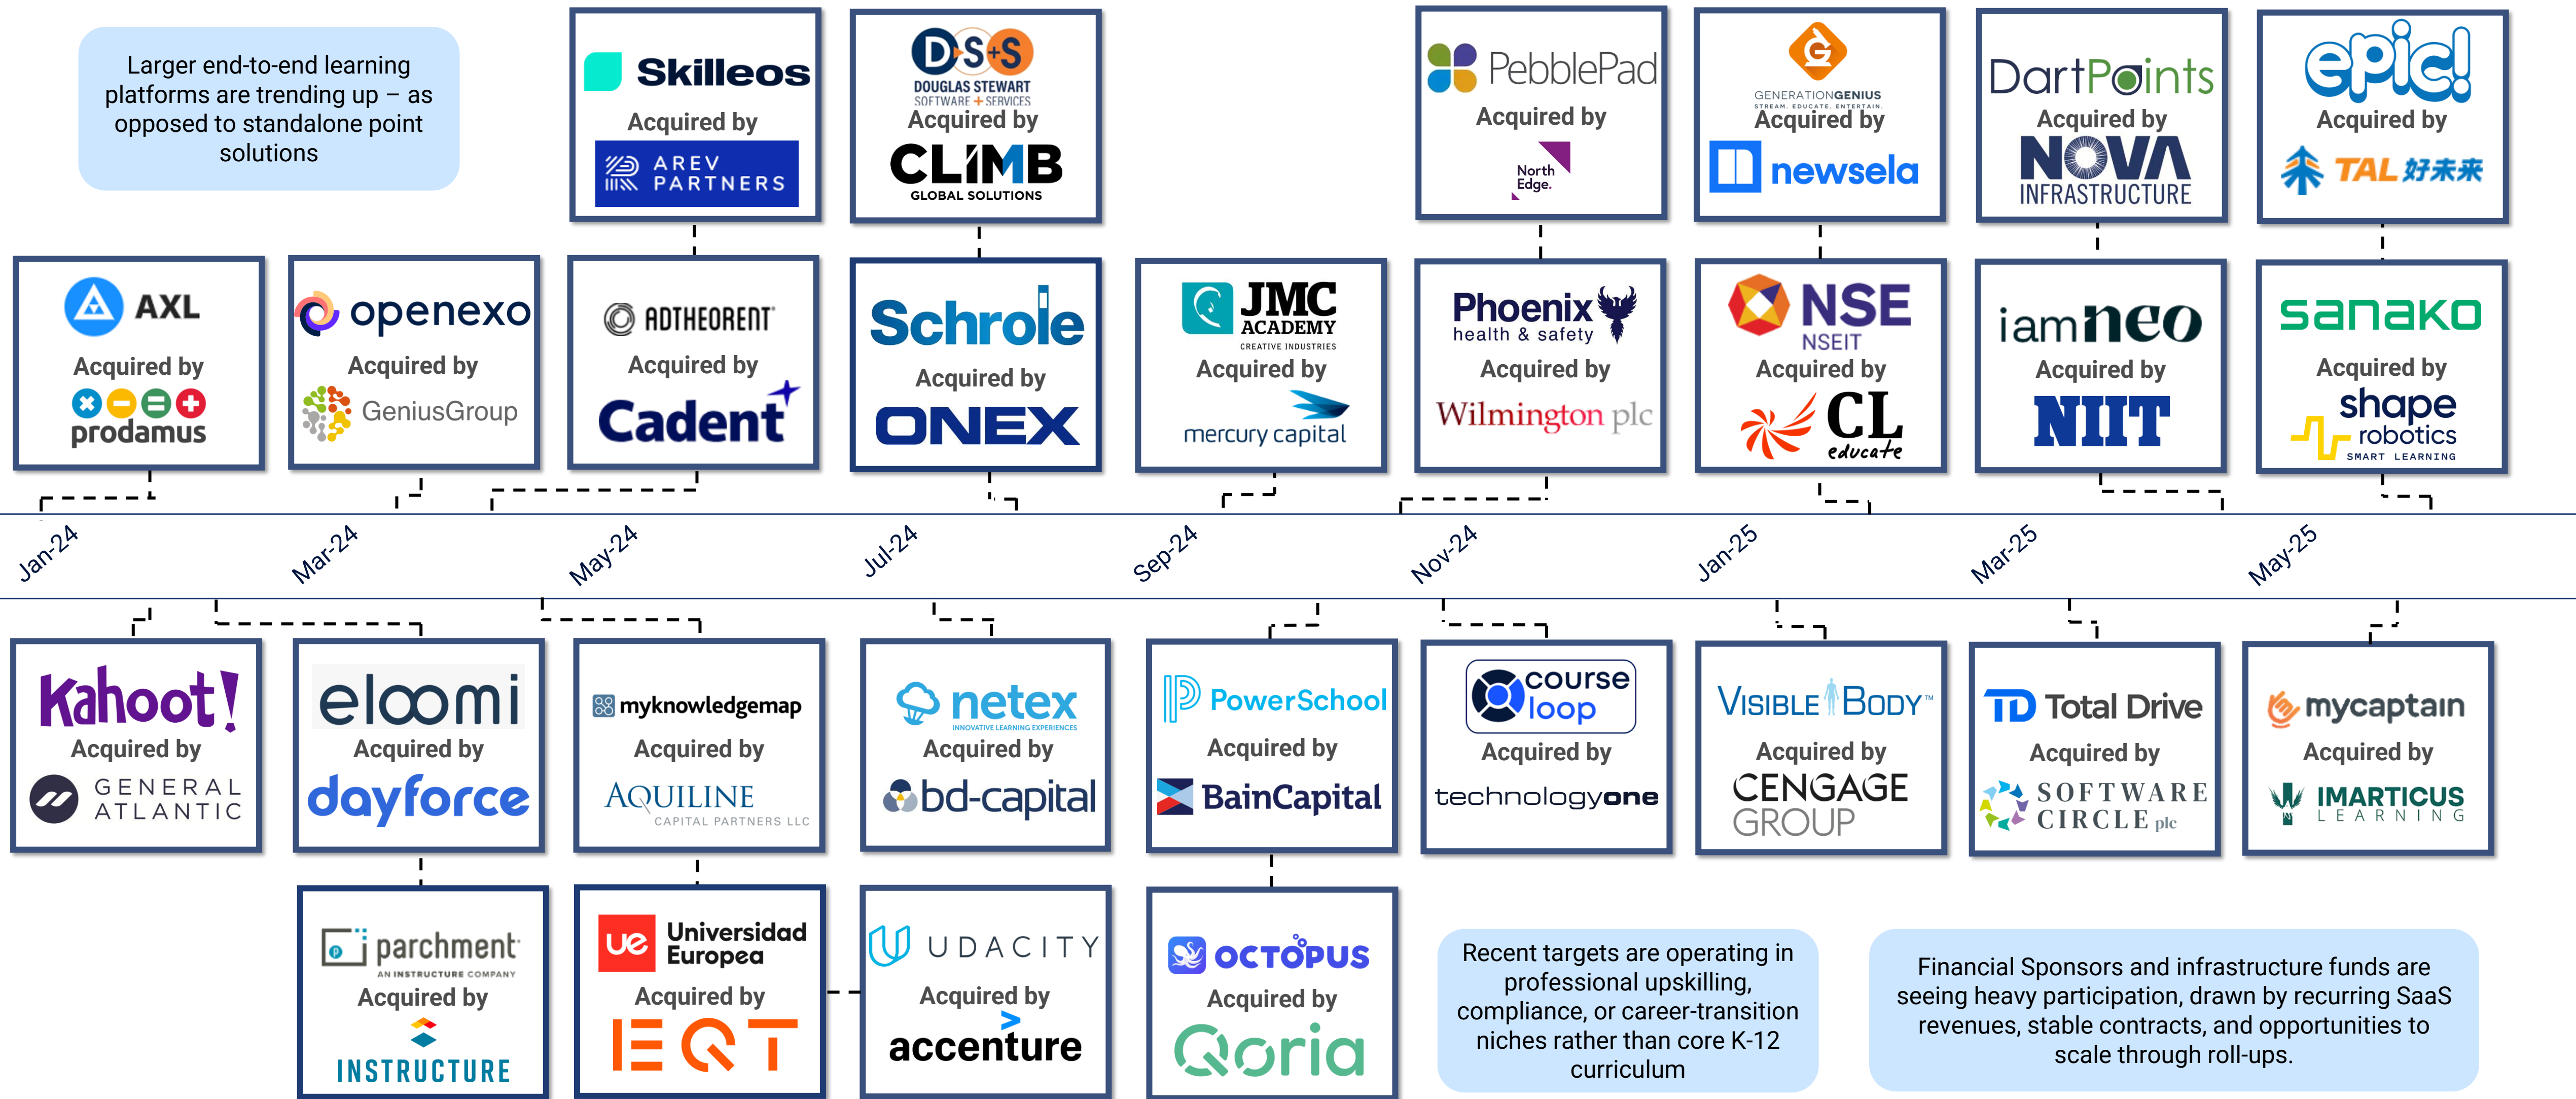 Larger end-to-end learning
platforms are trending up – as
opposed to standalone point
solutions
Skilleos
Acquired by
AREV
PARTNERS
D S+S
DOUGLAS STEWART
SOFTWARE + SERVICES
Acquired by
CLIMB
GLOBAL SOLUTIONS
PebblePad
Acquired by
North
Edge.
G
GENERATIONGENIUS
STREAM. EDUCATE. ENTERTAIN.
Acquired by
newsela
DartPoints
Acquired by
NOVA
INFRASTRUCTURE
epic!
Acquired by
TAL 好未来
AXL
Acquired by
prodamus
openexo
Acquired by
GeniusGroup
ADTHEORENT
Acquired by
Cadent
Schrole
Acquired by
ONEX
JMC
ACADEMY
CREATIVE INDUSTRIES
Acquired by
mercury capital
Phoenix
health & safety
Acquired by
Wilmington plc
NSE
NSEIT
Acquired by
CL
educate
iamneo
Acquired by
NIIT
sanako
Acquired by
shape
robotics
SMART LEARNING
Jan-24
Mar-24
May-24
Jul-24
Sep-24
Nov-24
Jan-25
Mar-25
May-25
Kahoot!
Acquired by
GENERAL
ATLANTIC
eloomi
Acquired by
dayforce
myknowledgemap
Acquired by
AQUILINE
CAPITAL PARTNERS LLC
netex
INNOVATIVE LEARNING EXPERIENCES
Acquired by
bd-capital
PowerSchool
Acquired by
BainCapital
course
loop
Acquired by
technologyone
VISIBLE BODY™
Acquired by
CENGAGE
GROUP
TD Total Drive
Acquired by
SOFTWARE
CIRCLE plc
mycaptain
Acquired by
IMARTICUS
LEARNING
parchment
AN INSTRUCTURE COMPANY
Acquired by
INSTRUCTURE
ue Universidad
Europea
Acquired by
EQT
UDACITY
Acquired by
accenture
OCTOPUS
Acquired by
Qoria
Recent targets are operating in
professional upskilling,
compliance, or career-transition
niches rather than core K-12
curriculum
Financial Sponsors and infrastructure funds are
seeing heavy participation, drawn by recurring SaaS
revenues, stable contracts, and opportunities to
scale through roll-ups.